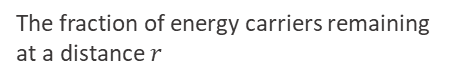 The fraction of energy carriers remaining
at a distance r